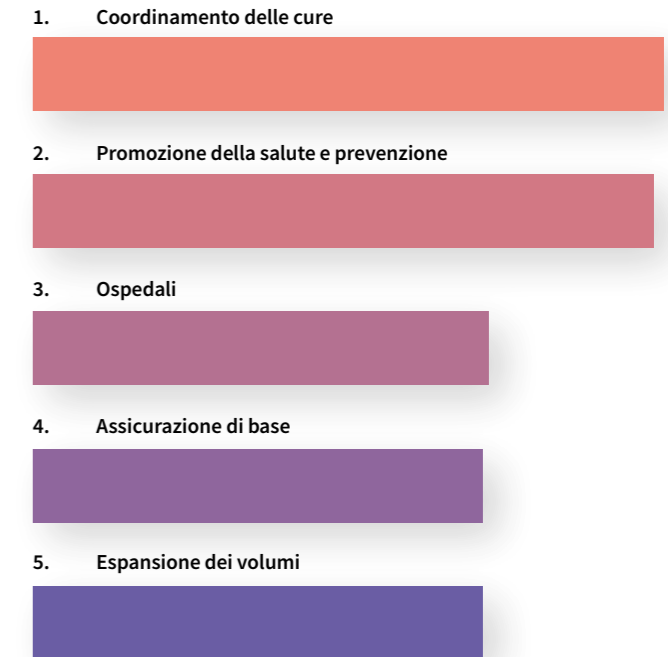 1. Coordinamento delle cure
2. Promozione della salute e prevenzione
3. Ospedali
4. Assicurazione di base
5. Espansione dei volumi